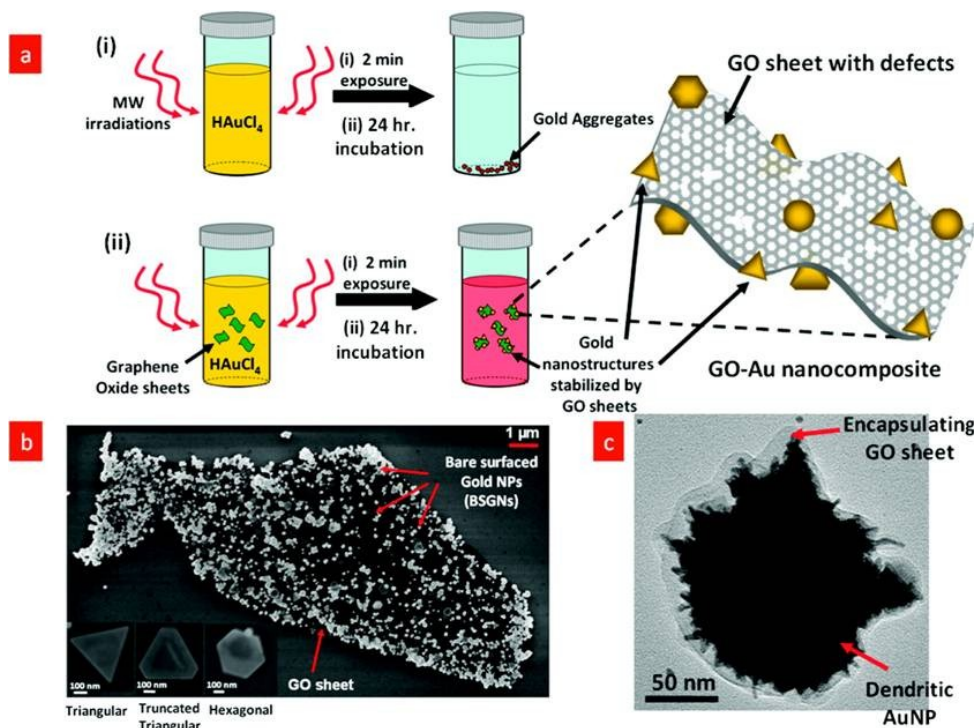 a
(i)
MW
irradiations
HAuCl4
(i) 2 min
exposure
(ii) 24 hr.
incubation
Gold Aggregates
GO sheet with defects
(ii)
Graphene
Oxide sheets
HAuCl4
(i) 2 min
exposure
(ii) 24 hr.
incubation
Gold
nanostructures
stabilized by
GO sheets
GO-Au nanocomposite
b
1 µm
Bare surfaced
Gold NPs
(BSGNs)
GO sheet
100 nm
100 nm
100 nm
Triangular
Truncated
Triangular
Hexagonal
c
Encapsulating
GO sheet
50 nm
Dendritic
AuNP